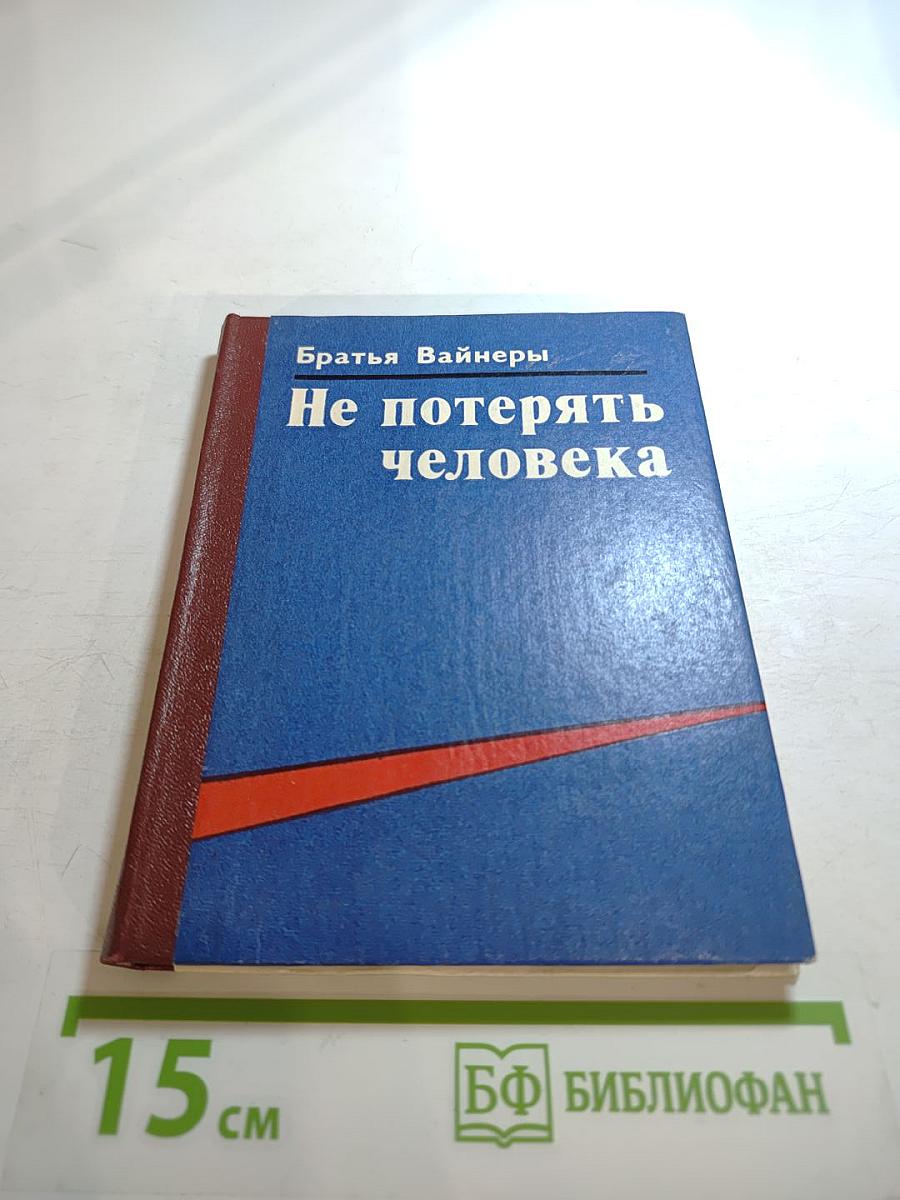 Братья Вайнеры
Не потерять
человека
15 см
БФ БИБЛИОФАН